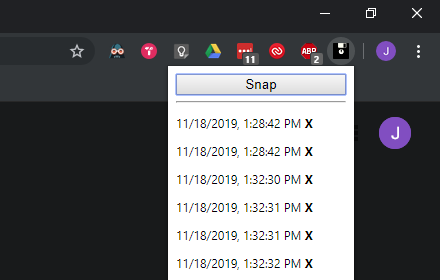 11
ABP
2
J
Snap
J
11/18/2019, 1:28:42 PM X
11/18/2019, 1:28:42 PM X
11/18/2019, 1:32:30 PM X
11/18/2019, 1:32:31 PM X
11/18/2019, 1:32:31 PM X
11/18/2019, 1:32:32 PM X